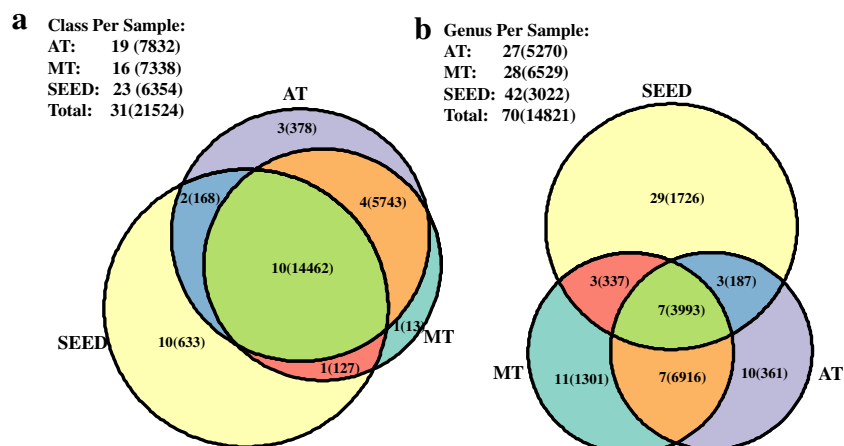 a
Class Per Sample:
AT: 19 (7832)
MT: 16 (7338)
SEED: 23 (6354)
Total: 31(21524)
AT
3(378)
2(168)
4(5743)
10(14462)
1(13)
MT
SEED
10(633)
1(127)
b
Genus Per Sample:
AT: 27(5270)
MT: 28(6529)
SEED: 42(3022)
Total: 70(14821)
SEED
29(1726)
3(337)
3(187)
7(3993)
MT
11(1301)
7(6916)
10(361)
AT